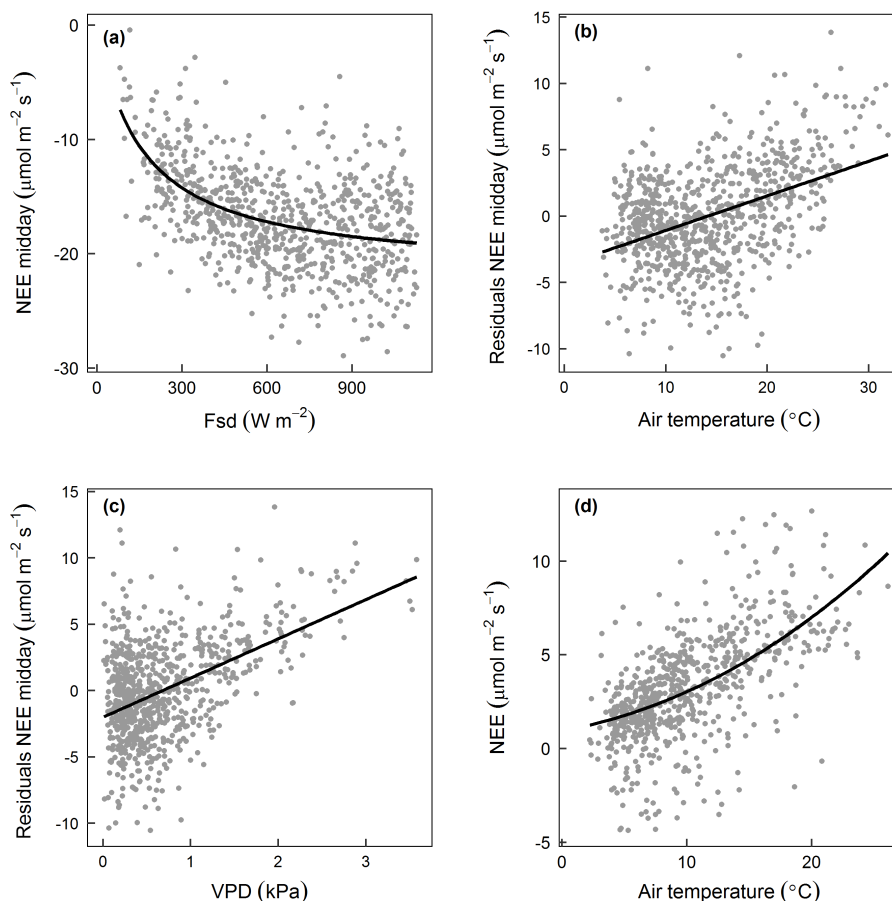 (a)
NEE midday (μmol m−2 s−1)
0
-10
-20
-30
0 300 600 900
Fsd (W m−2)
(b)
Residuals NEE midday (μmol m−2 s−1)
15
10
5
0
-5
-10
0 10 20 30
Air temperature (°C)
(c)
Residuals NEE midday (μmol m−2 s−1)
15
10
5
0
-5
-10
0 1 2 3
VPD (kPa)
(d)
NEE (μmol m−2 s−1)
10
5
0
-5
0 10 20
Air temperature (°C)